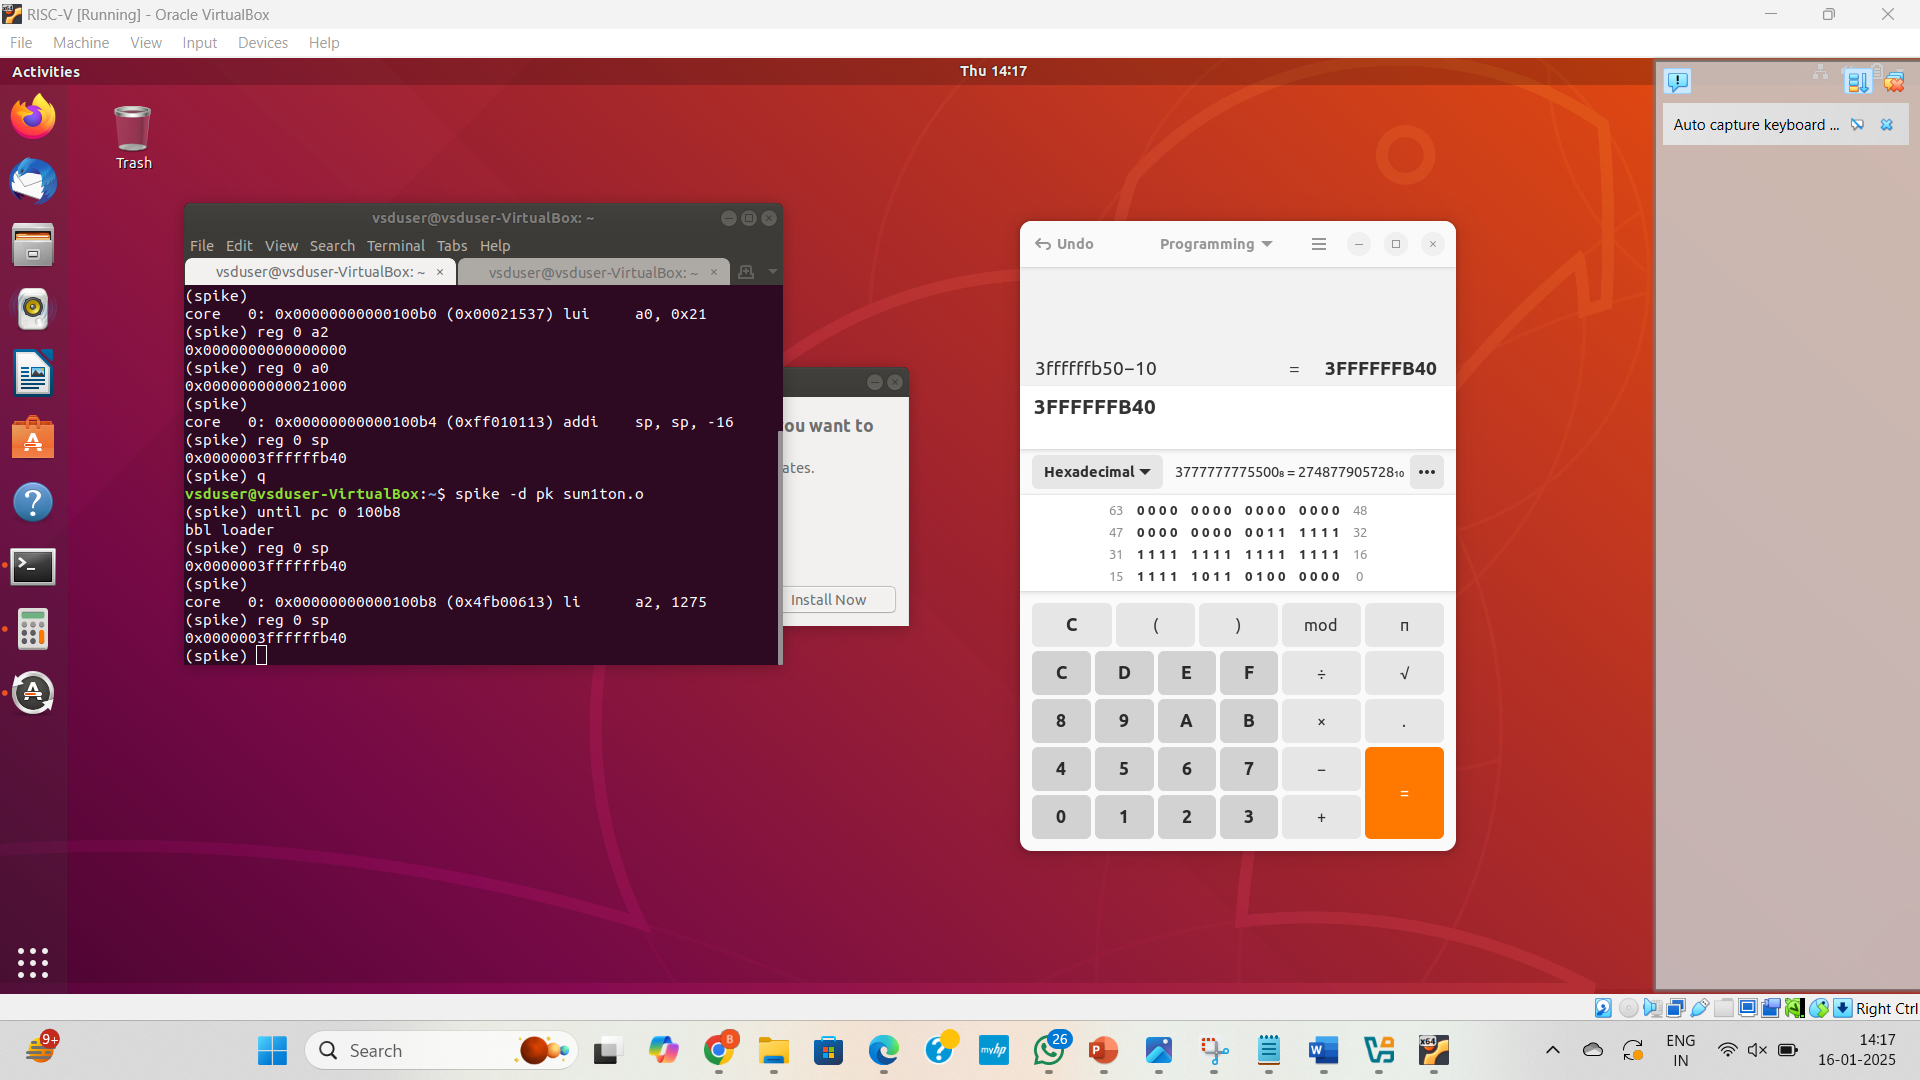 RISC-V [Running] - Oracle VirtualBox
File Machine View Input Devices Help
Activities
Thu 14:17
Auto capture keyboard ...
Trash
vsduser@vsduser-VirtualBox: ~
File Edit View Search Terminal Tabs Help
vsduser@vsduser-VirtualBox: ~ × vsduser@vsduser-VirtualBox: ~ ×
(spike)
core   0: 0x00000000000100b0 (0x00021537) lui     a0, 0x21
(spike) reg 0 a2
0x0000000000000000
(spike) reg 0 a0
0x0000000000021000
(spike)
core   0: 0x00000000000100b4 (0xff010113) addi    sp, sp, -16
(spike) reg 0 sp
0x0000003ffffffb40
(spike) q
vsduser@vsduser-VirtualBox:~$ spike -d pk sum1ton.o
(spike) until pc 0 100b8
bbl loader
(spike) reg 0 sp
0x0000003ffffffb40
(spike)
core   0: 0x00000000000100b8 (0x4fb00613) li      a2, 1275
(spike) reg 0 sp
0x0000003ffffffb40
(spike)
ou want to
ates.
Install Now
Undo Programming
3ffffffb50−10 = 3FFFFFFB40
3FFFFFFB40
Hexadecimal 3777777775500₈ = 274877905728₁₀ •••
63 0000 0000 0000 0000 48
47 0000 0000 0011 1111 32
31 1111 1111 1111 1111 16
15 1111 1011 0100 0000 0
C ( ) mod π
C D E F ÷ √
8 9 A B × .
4 5 6 7 − =
0 1 2 3 +
Right Ctrl
9+
Search
8
myhp
26
x64
ENG
IN
14:17
16-01-2025